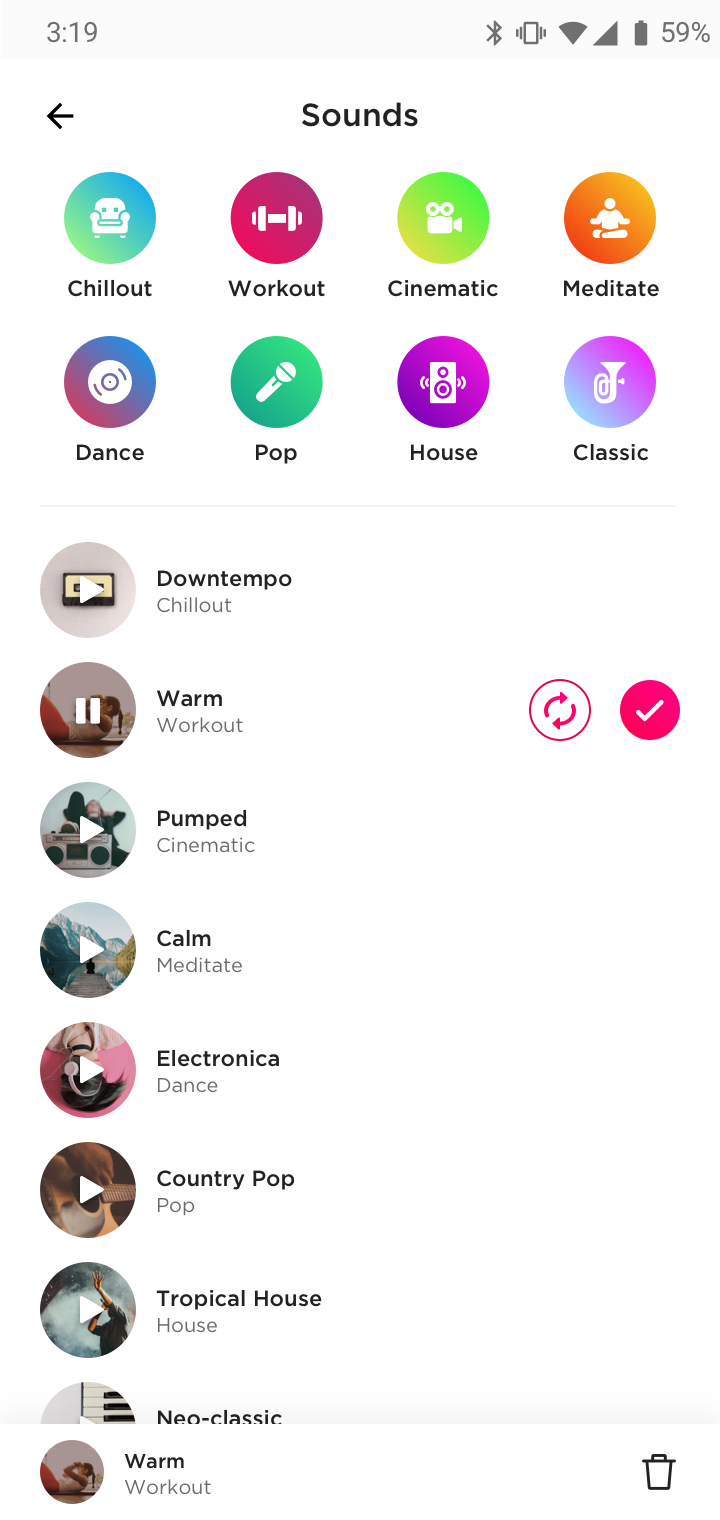 3:19
59%
Sounds
Chillout
Workout
Cinematic
Meditate
Dance
Pop
House
Classic
Downtempo
Chillout
Warm
Workout
Pumped
Cinematic
Calm
Meditate
Electronica
Dance
Country Pop
Pop
Tropical House
House
Neo-classic
Warm
Workout